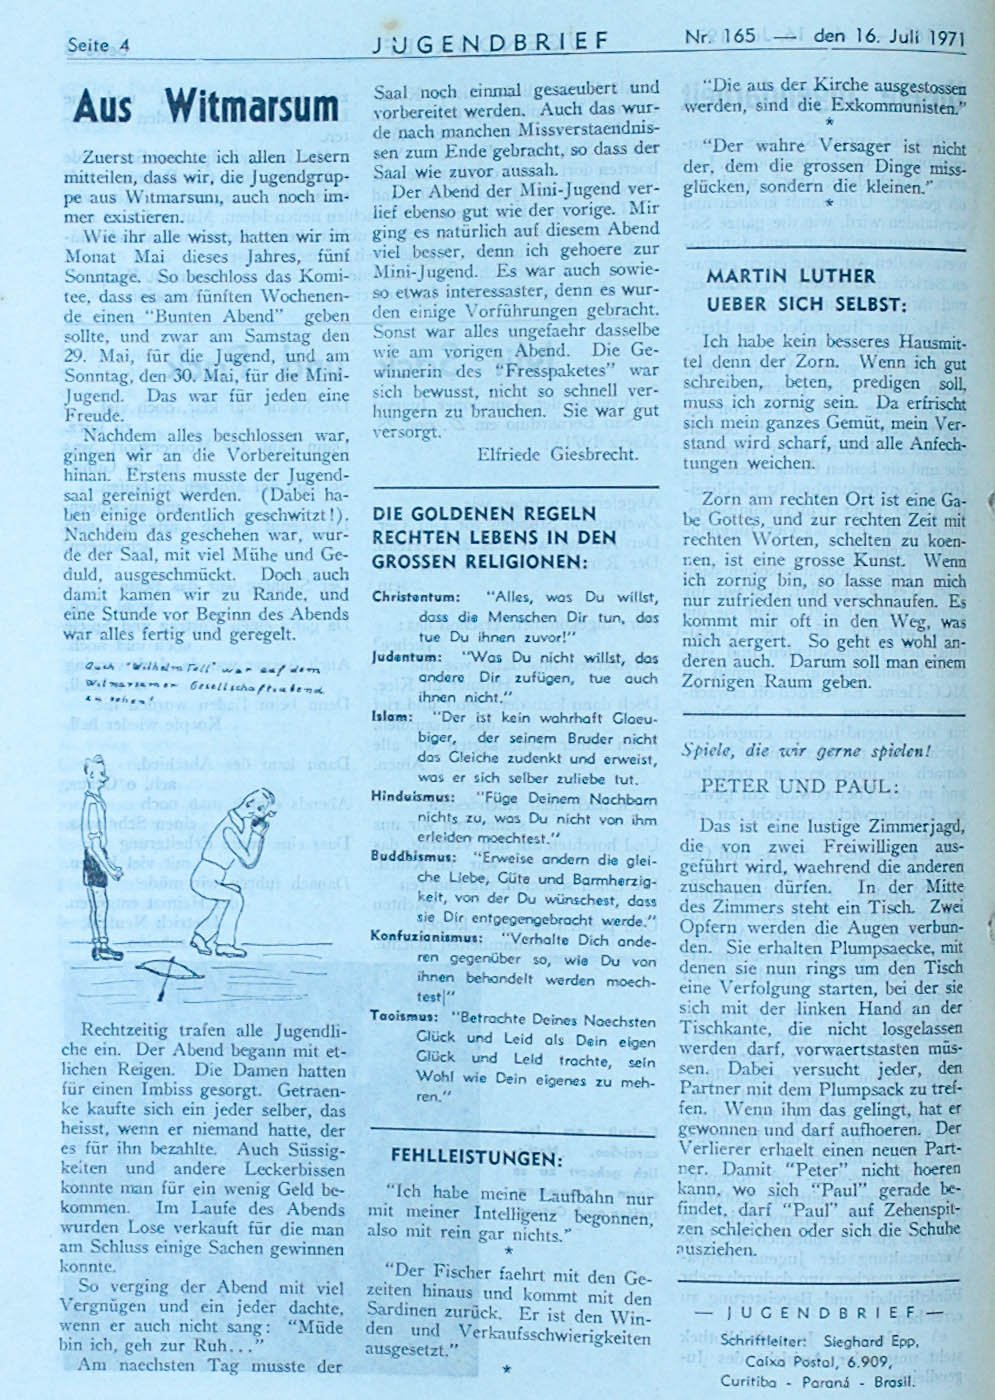 Seite 4
JUGENDBRIEF
Nr. 165 — den 16. Juli 1971
Aus Witmarsum
Zuerst moechte ich allen Lesern
mitteilen, dass wir, die Jugendgrup-
pe aus Witmarsum, auch noch im-
mer existieren.
Wie ihr alle wisst, hatten wir im
Monat Mai dieses Jahres, fünf
Sonntage. So beschloss das Komi-
tee, dass es am fünften Wochenen-
de einen "Bunten Abend" geben
sollte, und zwar am Samstag den
29. Mai, für die Jugend, und am
Sonntag, den 30. Mai, für die Mini-
Jugend. Das war für jeden eine
Freude.
Nachdem alles beschlossen war,
gingen wir an die Vorbereitungen
hinan. Erstens musste der Jugend-
saal gereinigt werden. (Dabei ha-
ben einige ordentlich geschwitzt!).
Nachdem das geschehen war, wur-
de der Saal, mit viel Mühe und Ge-
duld, ausgeschmückt. Doch auch
damit kamen wir zu Rande, und
eine Stunde vor Beginn des Abends
war alles fertig und geregelt.
Auch "Wilhelm Tell" war auf dem
Witmarsumer Gesellschaftsabend
zu sehen!
Rechtzeitig trafen alle Jugendli-
che ein. Der Abend begann mit et-
lichen Reigen. Die Damen hatten
für einen Imbiss gesorgt. Getraen-
ke kaufte sich ein jeder selber, das
heisst, wenn er niemand hatte, der
es für ihn bezahlte. Auch Süssig-
keiten und andere Leckerbissen
konnte man für ein wenig Geld be-
kommen. Im Laufe des Abends
wurden Lose verkauft für die man
am Schluss einige Sachen gewinnen
konnte.
So verging der Abend mit viel
Vergnügen und ein jeder dachte,
wenn er auch nicht sang: "Müde
bin ich, geh zur Ruh..."
Am naechsten Tag musste der
Saal noch einmal gesaeubert und
vorbereitet werden. Auch das wur-
de nach manchen Missverstaendnis-
sen zum Ende gebracht, so dass der
Saal wie zuvor aussah.
Der Abend der Mini-Jugend ver-
lief ebenso gut wie der vorige. Mir
ging es natürlich auf diesem Abend
viel besser, denn ich gehoere zur
Mini-Jugend. Es war auch sowie-
so etwas interessaster, denn es wur-
den einige Vorführungen gebracht.
Sonst war alles ungefaehr dasselbe
wie am vorigen Abend. Die Ge-
winnerin des "Fresspaketes" war
sich bewusst, nicht so schnell ver-
hungern zu brauchen. Sie war gut
versorgt.
Elfriede Giesbrecht.
DIE GOLDENEN REGELN
RECHTEN LEBENS IN DEN
GROSSEN RELIGIONEN:
Christentum: "Alles, was Du willst,
dass die Menschen Dir tun, das
tue Du ihnen zuvor!"
Judentum: "Was Du nicht willst, das
andere Dir zufügen, tue auch
ihnen nicht."
Islam: "Der ist kein wahrhaft Glaeu-
biger, der seinem Bruder nicht
das Gleiche zudenkt und erweist,
was er sich selber zuliebe tut.
Hinduismus: "Füge Deinem Nachbarn
nichts zu, was Du nicht von ihm
erleiden moechtest."
Buddhismus: "Erweise andern die glei-
che Liebe, Güte und Barmherzig-
keit, von der Du wünschest, dass
sie Dir entgegengebracht werde."
Konfuzionismus: "Verhalte Dich ande-
ren gegenüber so, wie Du von
ihnen behandelt werden moech-
test!"
Taoismus: "Betrachte Deines Naechsten
Glück und Leid als Dein eigen
Glück und Leid trachte, sein
Wohl wie Dein eigenes zu meh-
ren."
FEHLLEISTUNGEN:
"Ich habe meine Laufbahn nur
mit meiner Intelligenz begonnen,
also mit rein gar nichts."
*
"Der Fischer faehrt mit den Ge-
zeiten hinaus und kommt mit den
Sardinen zurück. Er ist den Win-
den und Verkaufsschwierigkeiten
ausgesetzt."
*
"Die aus der Kirche ausgestossen
werden, sind die Exkommunisten."
*
"Der wahre Versager ist nicht
der, dem die grossen Dinge miss-
glücken, sondern die kleinen."
*
MARTIN LUTHER
UEBER SICH SELBST:
Ich habe kein besseres Hausmit-
tel denn der Zorn. Wenn ich gut
schreiben, beten, predigen soll,
muss ich zornig sein. Da erfrischt
sich mein ganzes Gemüt, mein Ver-
stand wird scharf, und alle Anfech-
tungen weichen.
Zorn am rechten Ort ist eine Ga-
be Gottes, und zur rechten Zeit mit
rechten Worten, schelten zu koen-
nen, ist eine grosse Kunst. Wenn
ich zornig bin, so lasse man mich
nur zufrieden und verschnaufen. Es
kommt mir oft in den Weg, was
mich aergert. So geht es wohl an-
deren auch. Darum soll man einem
Zornigen Raum geben.
Spiele, die wir gerne spielen!
PETER UND PAUL:
Das ist eine lustige Zimmerjagd,
die von zwei Freiwilligen aus-
geführt wird, waehrend die anderen
zuschauen dürfen. In der Mitte
des Zimmers steht ein Tisch. Zwei
Opfern werden die Augen verbun-
den. Sie erhalten Plumpsaecke, mit
denen sie nun rings um den Tisch
eine Verfolgung starten, bei der sie
sich mit der linken Hand an der
Tischkante, die nicht losgelassen
werden darf, vorwaertstasten müs-
sen. Dabei versucht jeder, den
Partner mit dem Plumpsack zu tref-
fen. Wenn ihm das gelingt, hat er
gewonnen und darf aufhoeren. Der
Verlierer erhaelt einen neuen Part-
ner. Damit "Peter" nicht hoeren
kann, wo sich "Paul" gerade be-
findet, darf "Paul" auf Zehenspit-
zen schleichen oder sich die Schuhe
ausziehen.
— JUGENDBRIEF —
Schriftleiter: Sieghard Epp,
Caixa Postal, 6.909,
Curitiba - Paraná - Brasil.